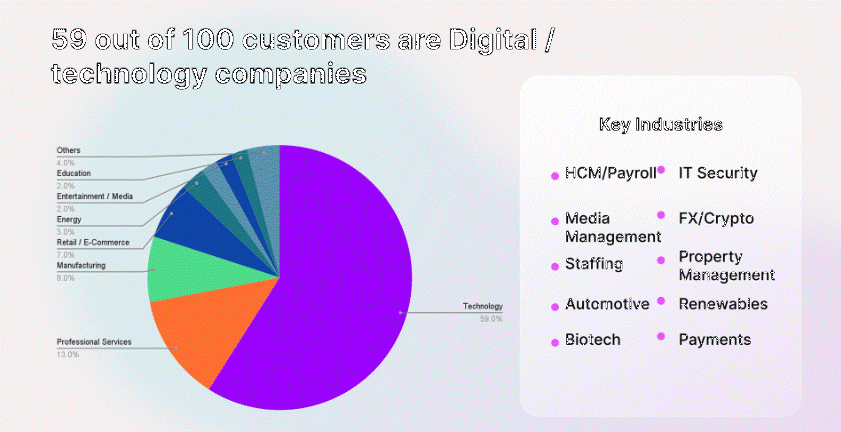 59 out of 100 customers are Digital /
technology companies
Others
4.0%
Education
2.0%
Entertainment / Media
2.0%
Energy
3.0%
Retail / E-Commerce
7.0%
Manufacturing
8.0%
Professional Services
13.0%
Technology
59.0%
Key Industries
HCM/Payroll
Media
Management
Staffing
Automotive
Biotech
IT Security
FX/Crypto
Property
Management
Renewables
Payments